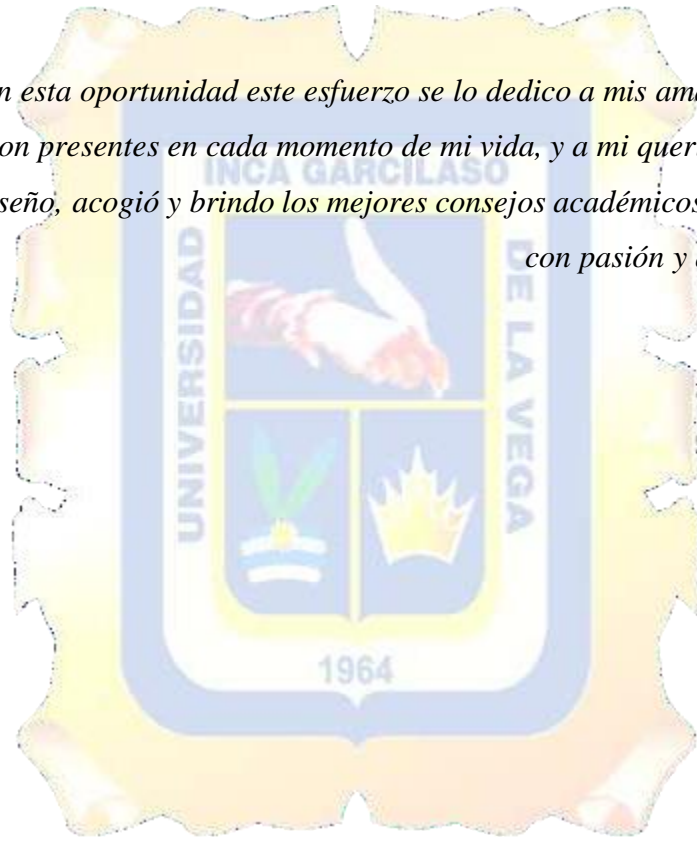 n esta oportunidad este esfuerzo se lo dedico a mis am
on presentes en cada momento de mi vida, y a mi quer
seño, acogió y brindo los mejores consejos académicos
con pasión y
INCA GARCILASO
UNIVERSIDAD
DE LA VEGA
1964